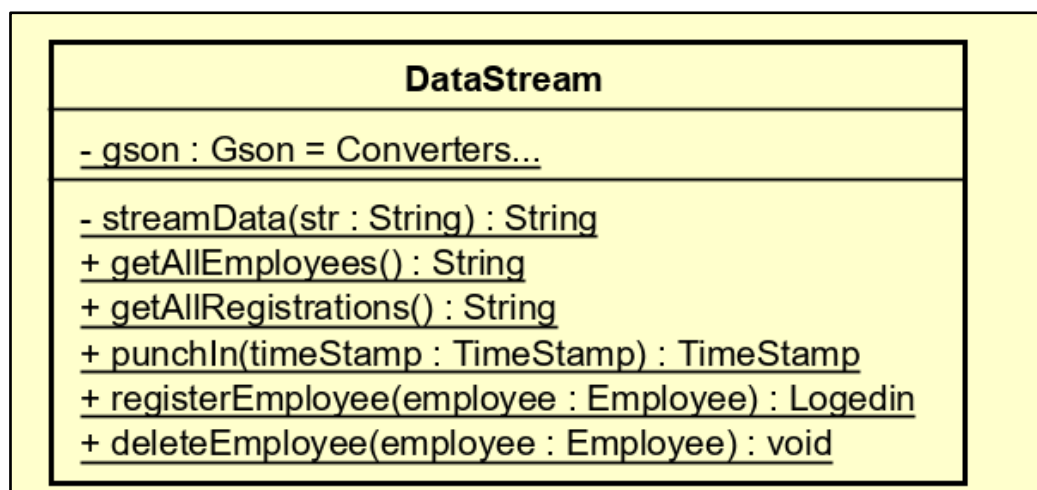 DataStream
- gson : Gson = Converters...
- streamData(str : String) : String
+ getAllEmployees() : String
+ getAllRegistrations() : String
+ punchIn(timeStamp : TimeStamp) : TimeStamp
+ registerEmployee(employee : Employee) : Logedin
+ deleteEmployee(employee : Employee) : void